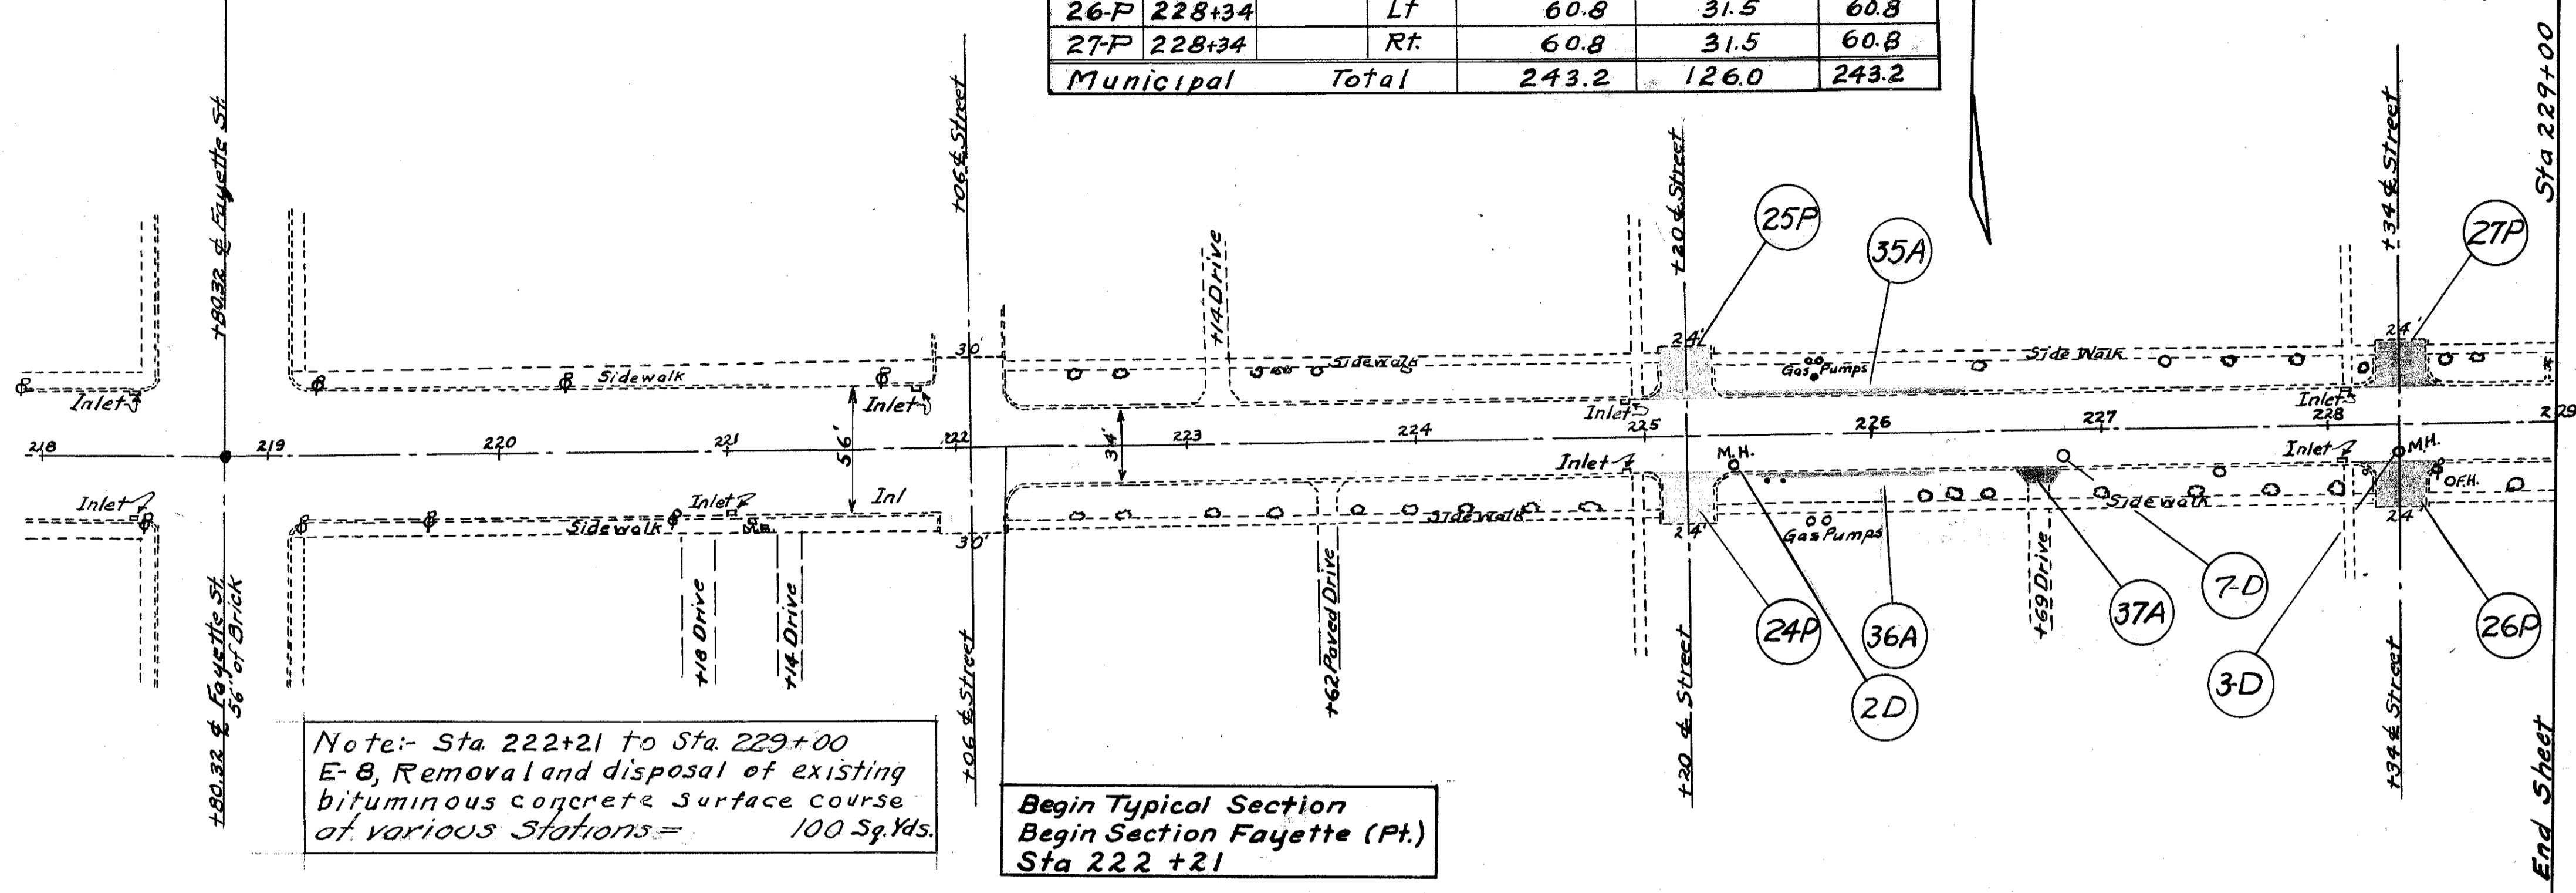 26-P 228+34 Lt 60.8 31.5 60.8
27-P 228+34 Rt. 60.8 31.5 60.8
Municipal Total 243.2 126.0 243.2
Sta 229+00
+80.32 ℄ Fayette St.
+06 ℄ Street
+20 ℄ Street
+34 ℄ Street
25P
35A
27P
+14 Drive
30'
24'
24'
Sidewalk
Sidewalk
Gas Pumps
Side Walk
Inlet
Inlet
Inlet
Inlet
218
219
220
221
222
223
224
225
226
227
228
229
56'
34'
M.H.
M.H.
Inlet
Inlet
Inl
Inlet
Inlet
Sidewalk
M.B.
30'
Sidewalk
24'
Gas Pumps
Sidewalk
O F.H.
24'
+80.32 ℄ Fayette St.
56' of Brick
+18 Drive
+14 Drive
+06 ℄ Street
+62 Paved Drive
+20 ℄ Street
+69 Drive
+34 ℄ Street
24P
36A
37A
7-D
26P
2D
3-D
Note:- Sta. 222+21 to Sta. 229+00
E-8, Removal and disposal of existing
bituminous concrete surface course
at various Stations = 100 Sq.Yds.
Begin Typical Section
Begin Section Fayette (Pt.)
Sta 222 +21
End Sheet